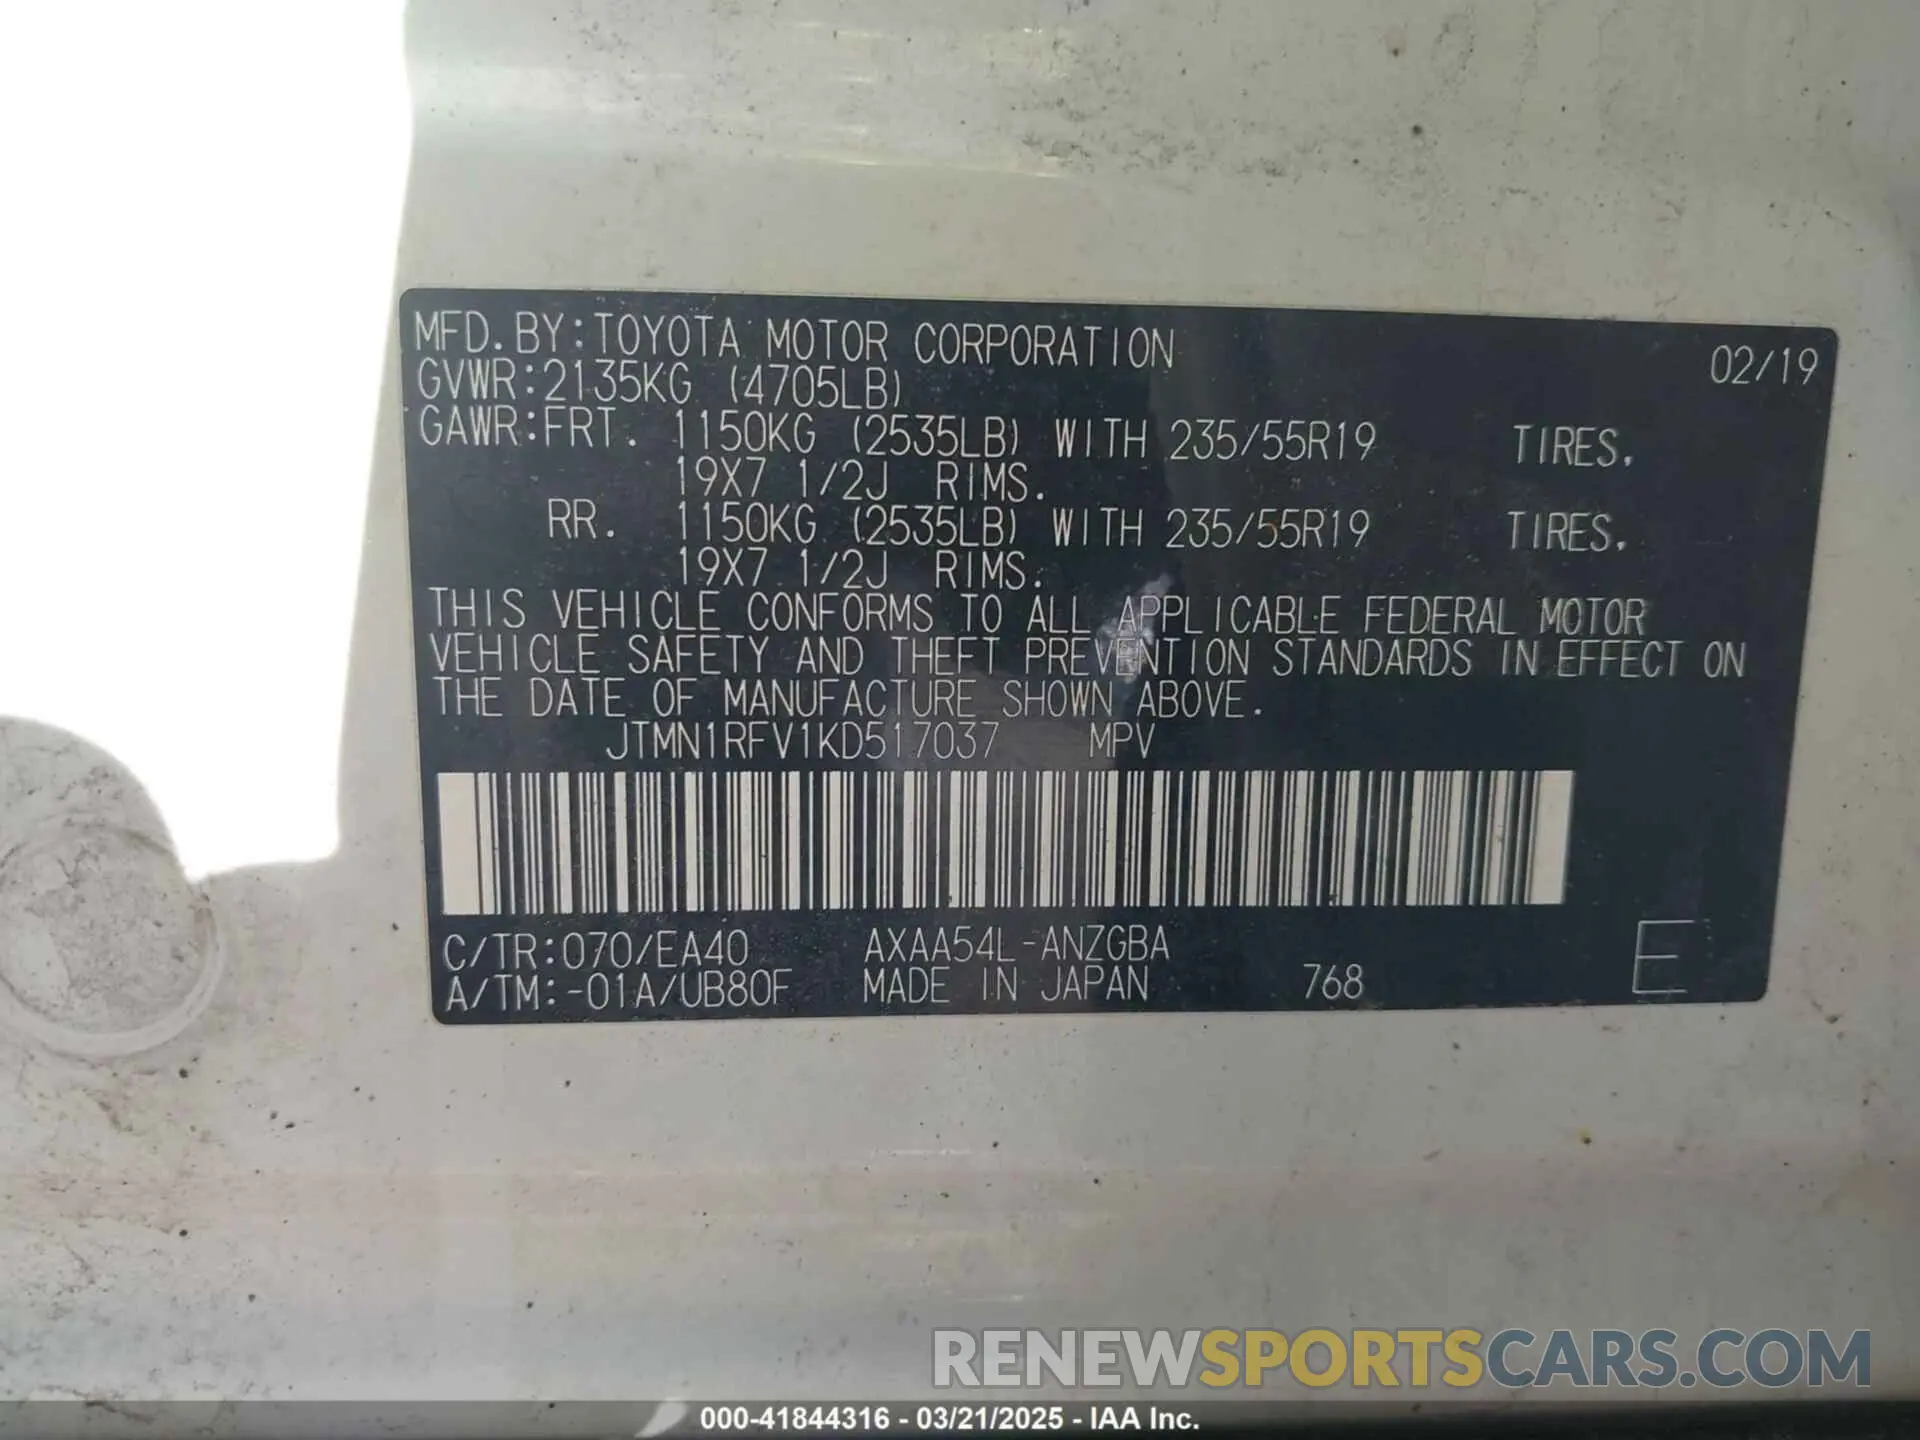 MFD. BY: TOYOTA MOTOR CORPORATION 02/19
GVWR: 2135KG (4705LB)
GAWR: FRT. 1150KG (2535LB) WITH 235/55R19 TIRES.
19X7 1/2J RIMS.
RR. 1150KG (2535LB) WITH 235/55R19 TIRES.
19X7 1/2J RIMS.
THIS VEHICLE CONFORMS TO ALL APPLICABLE FEDERAL MOTOR
VEHICLE SAFETY AND THEFT PREVENTION STANDARDS IN EFFECT ON
THE DATE OF MANUFACTURE SHOWN ABOVE.
JTMN1RFV1KD517037 MPV
C/TR: 070/EA40 AXAA54L-ANZGBA
A/TM: -01A/UB80F MADE IN JAPAN 768 E
RENEWSPORTSCARS.COM
000-41844316 - 03/21/2025 - IAA Inc.